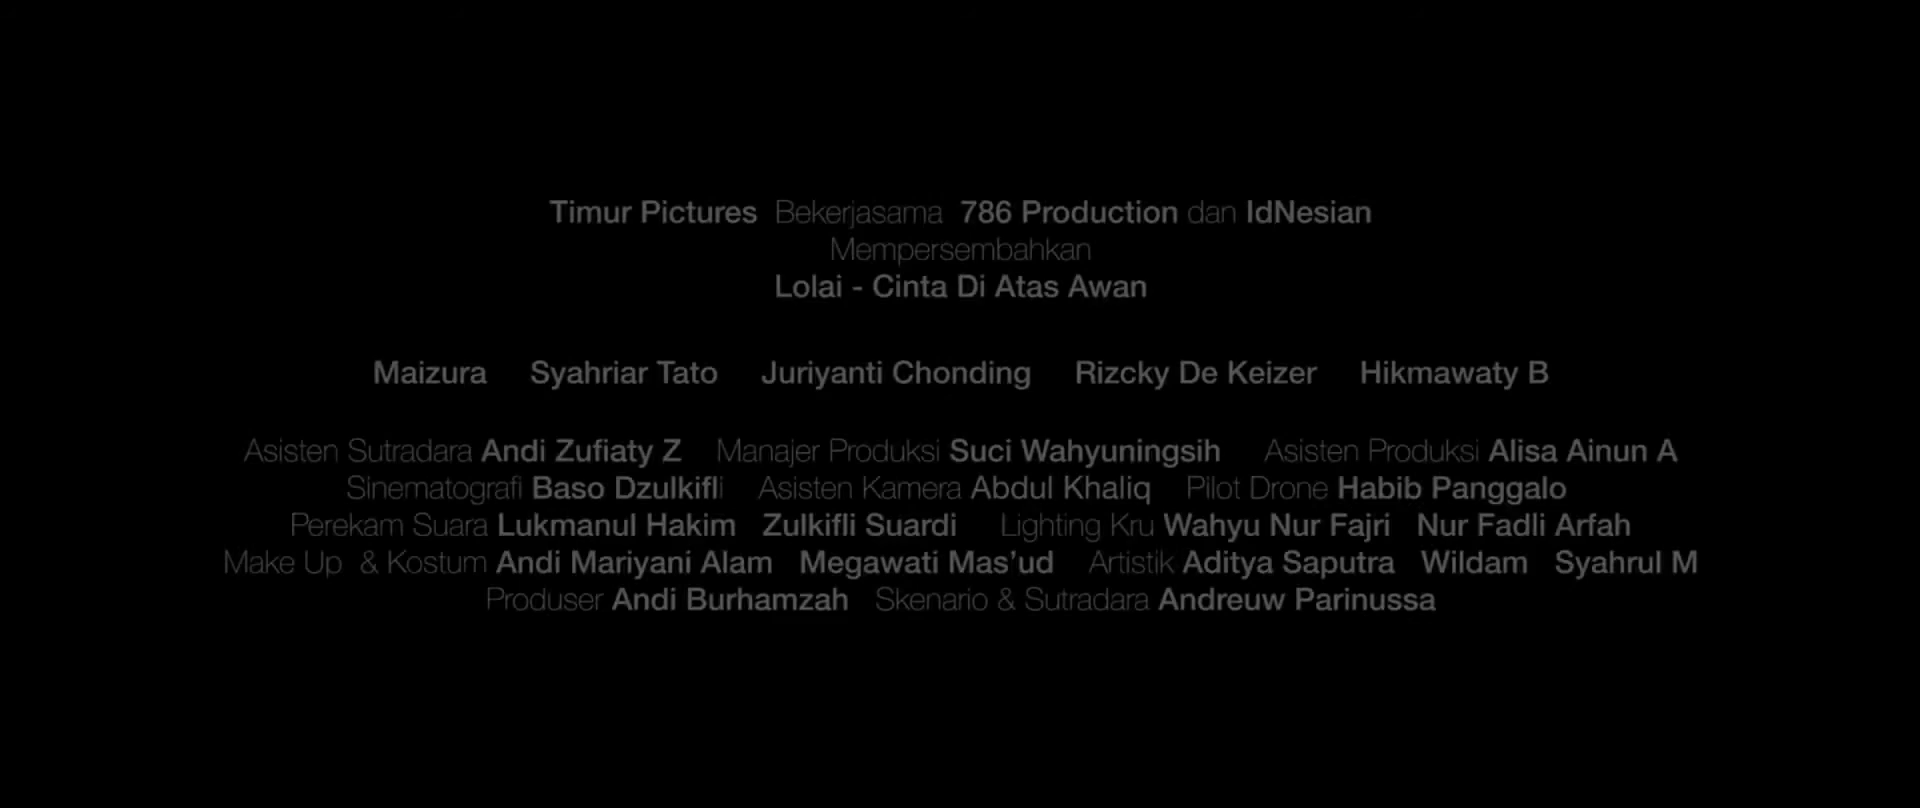 Timur Pictures Bekerjasama 786 Production dan IdNesian
Mempersembahkan
Lolai - Cinta Di Atas Awan
Maizura Syahriar Tato Juriyanti Chonding Rizcky De Keizer Hikmawaty B
Asisten Sutradara Andi Zufiaty Z Manajer Produksi Suci Wahyuningsih Asisten Produksi Alisa Ainun A
Sinematografi Baso Dzulkifli Asisten Kamera Abdul Khaliq Pilot Drone Habib Panggalo
Perekam Suara Lukmanul Hakim Zulkifli Suardi Lighting Kru Wahyu Nur Fajri Nur Fadli Arfah
Make Up & Kostum Andi Mariyani Alam Megawati Mas’ud Artistik Aditya Saputra Wildam Syahrul M
Produser Andi Burhamzah Skenario & Sutradara Andreuw Parinussa